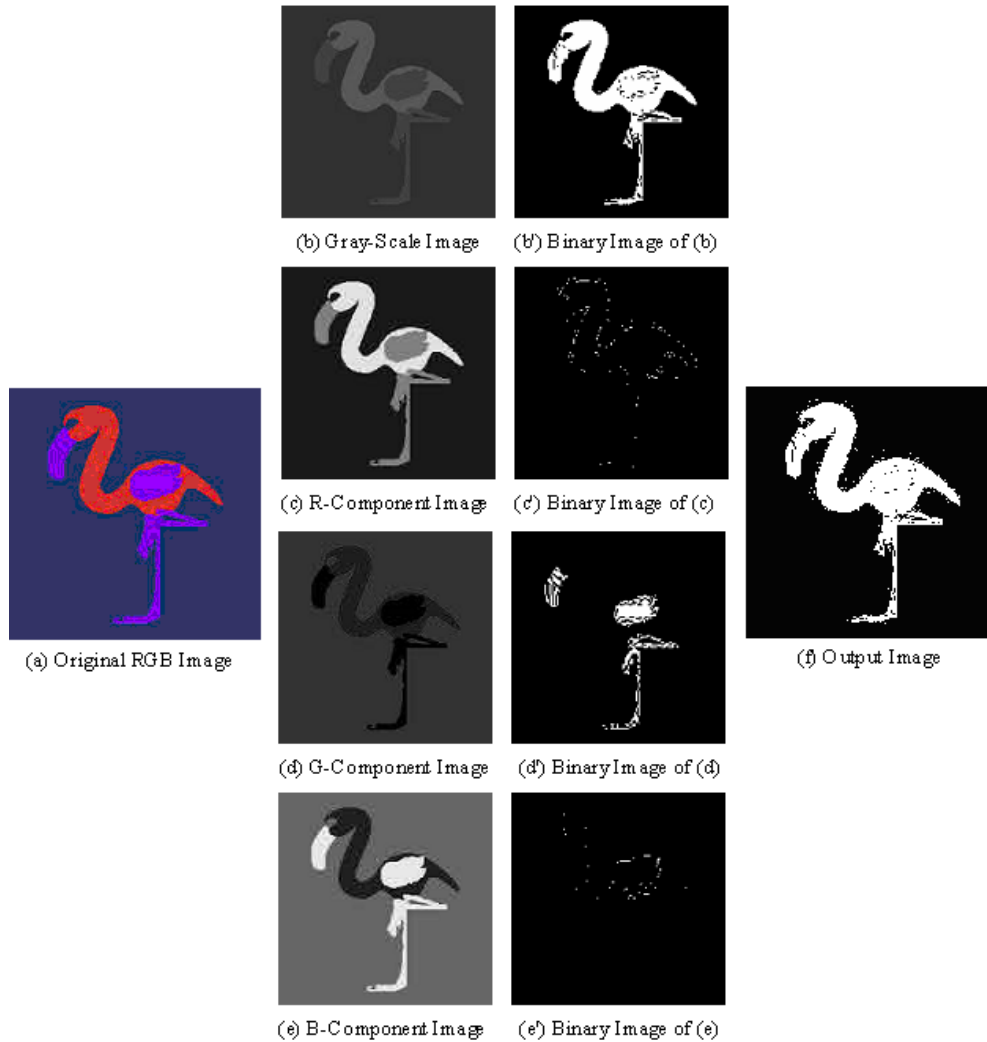 (b) Gray-Scale Image
(b') Binary Image of (b)
(c) R-Component Image
(c') Binary Image of (c)
(a) Original RGB Image
(f) Output Image
(d) G-Component Image
(d') Binary Image of (d)
(e) B-Component Image
(e') Binary Image of (e)